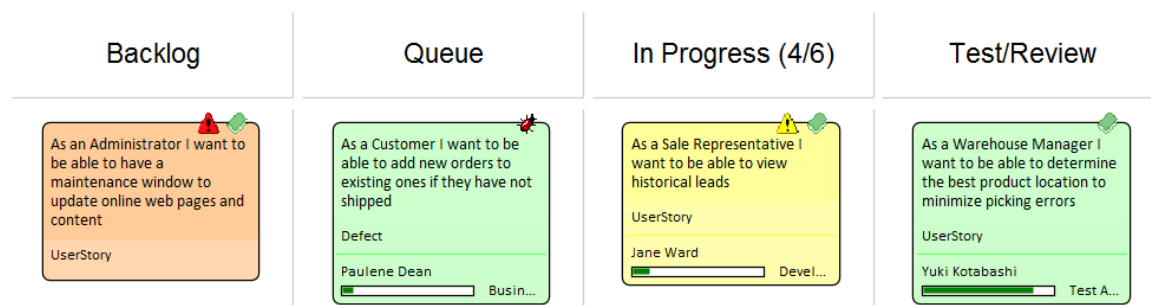 Backlog
Queue
In Progress (4/6)
Test/Review
As an Administrator I want to
be able to have a
maintenance window to
update online web pages and
content
UserStory
As a Customer I want to be
able to add new orders to
existing ones if they have not
shipped
Defect
Paulene Dean
Busin...
As a Sale Representative I
want to be able to view
historical leads
UserStory
Jane Ward
Devel...
As a Warehouse Manager I
want to be able to determine
the best product location to
minimize picking errors
UserStory
Yuki Kotabashi
Test A...